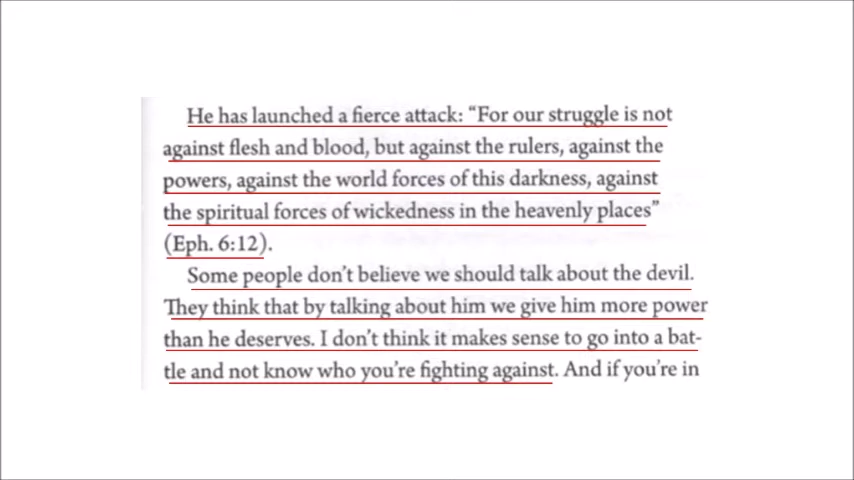 He has launched a fierce attack: “For our struggle is not
against flesh and blood, but against the rulers, against the
powers, against the world forces of this darkness, against
the spiritual forces of wickedness in the heavenly places”
(Eph. 6:12).
Some people don’t believe we should talk about the devil.
They think that by talking about him we give him more power
than he deserves. I don’t think it makes sense to go into a bat-
tle and not know who you’re fighting against. And if you’re in